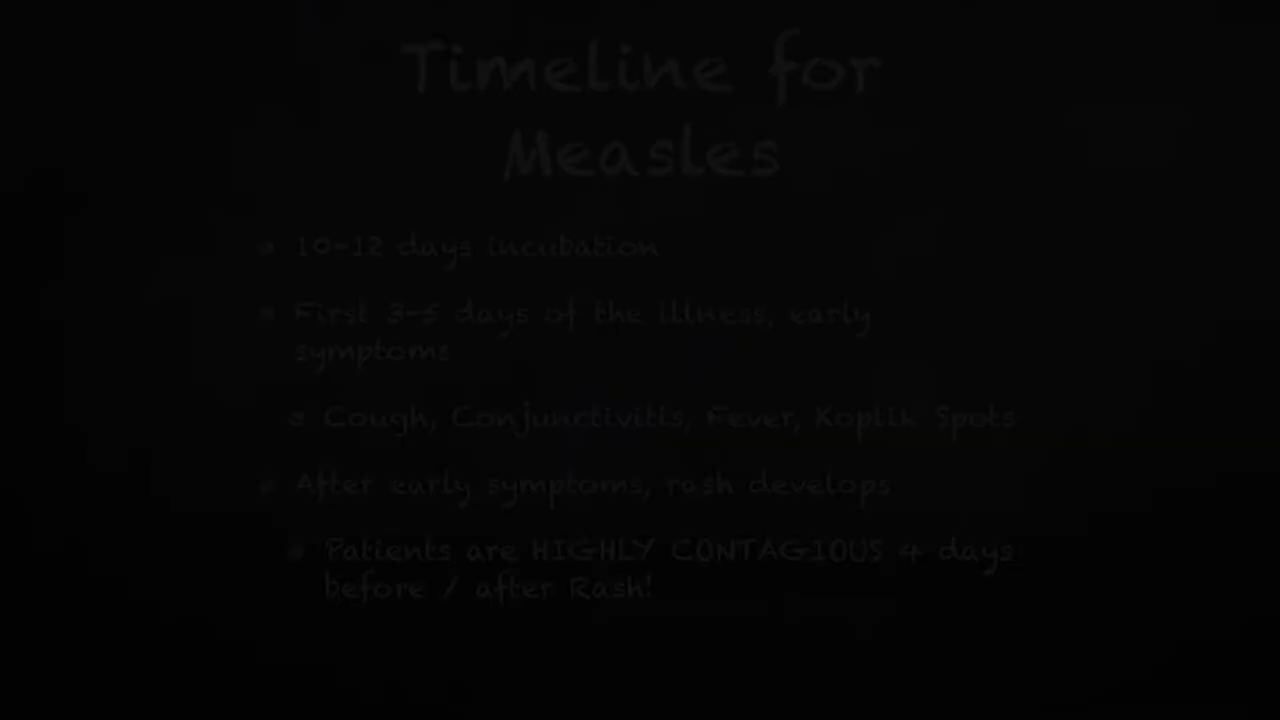 Timeline for
Measles
10-12 days incubation
First 3-5 days of the illness, early
symptoms
Cough, Conjunctivitis, Fever, Koplik Spots
After early symptoms, rash develops
Patients are HIGHLY CONTAGIOUS 4 days
before / after Rash!